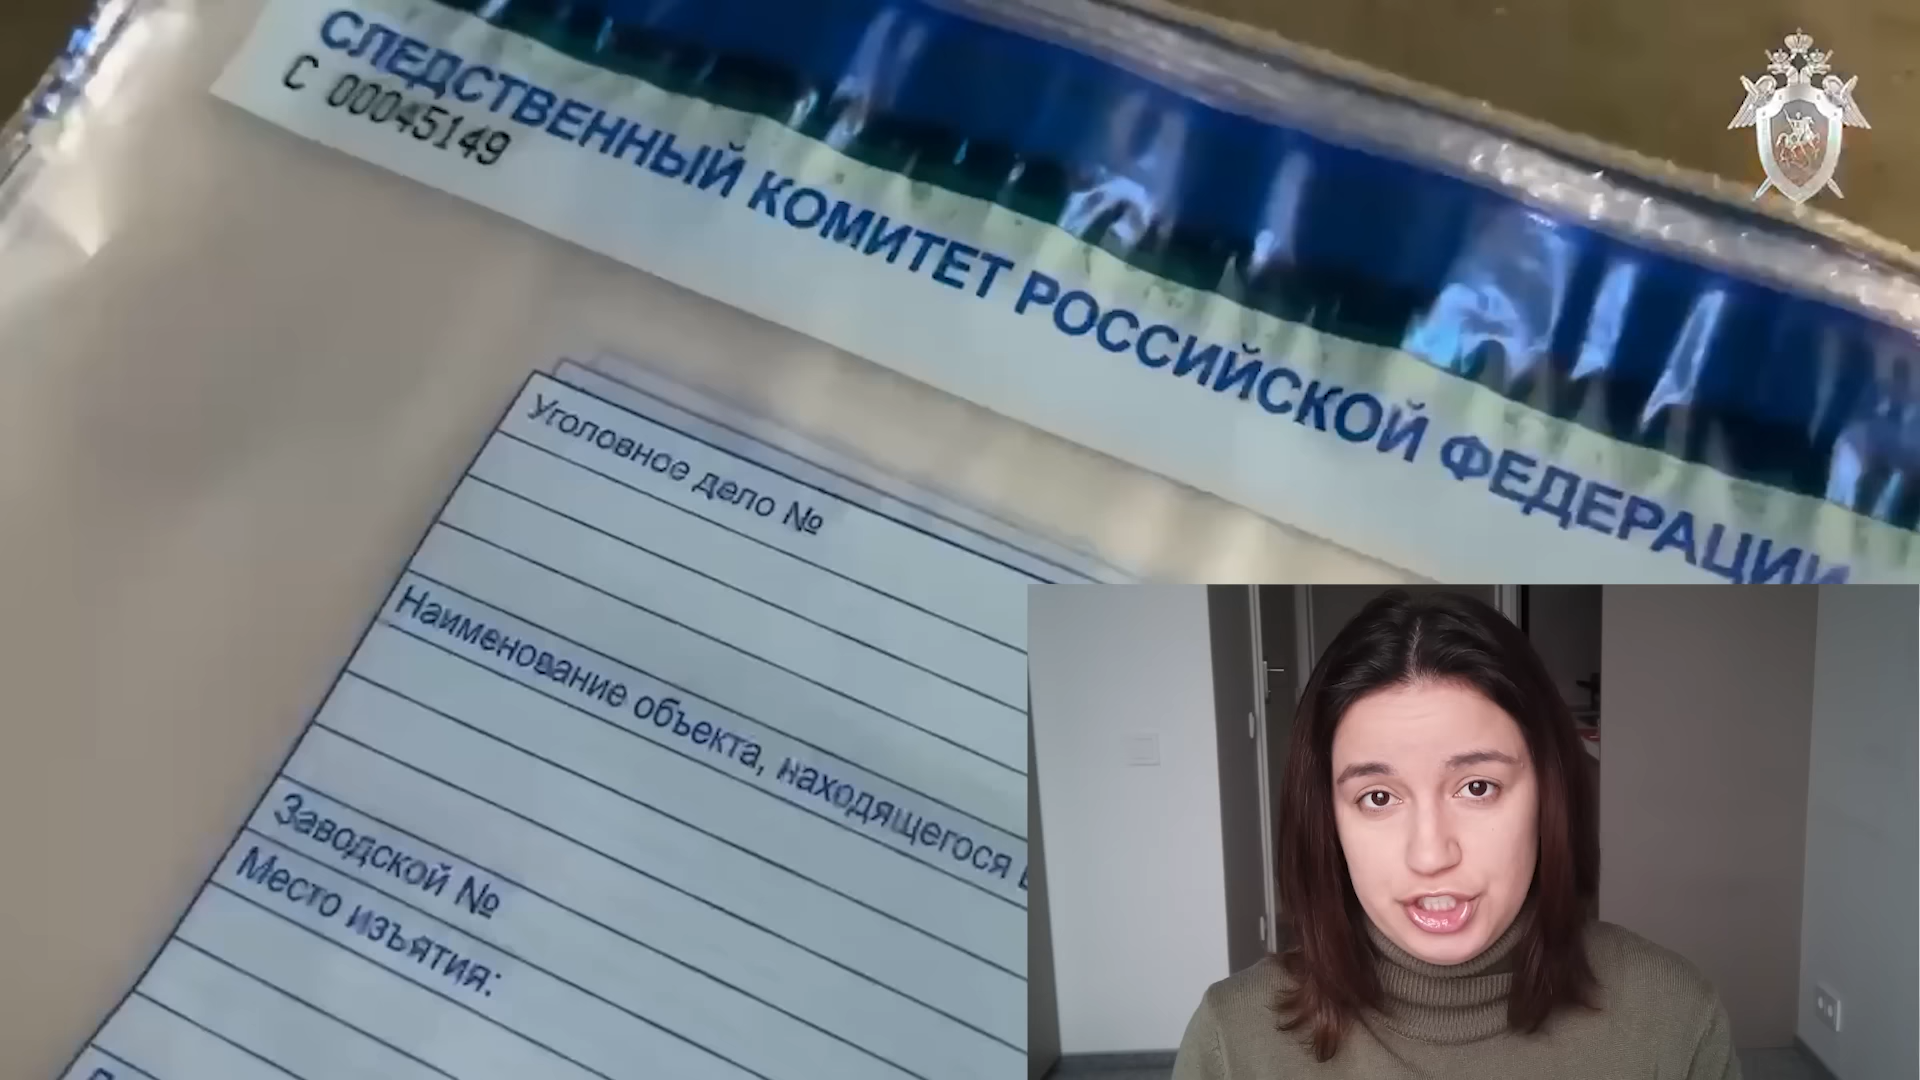 СЛЕДСТВЕННЫЙ КОМИТЕТ РОССИЙСКОЙ ФЕДЕРАЦИИ
С 00045149
Уголовное дело №
Наименование объекта, находящегося
Заводской №
Место изъятия: